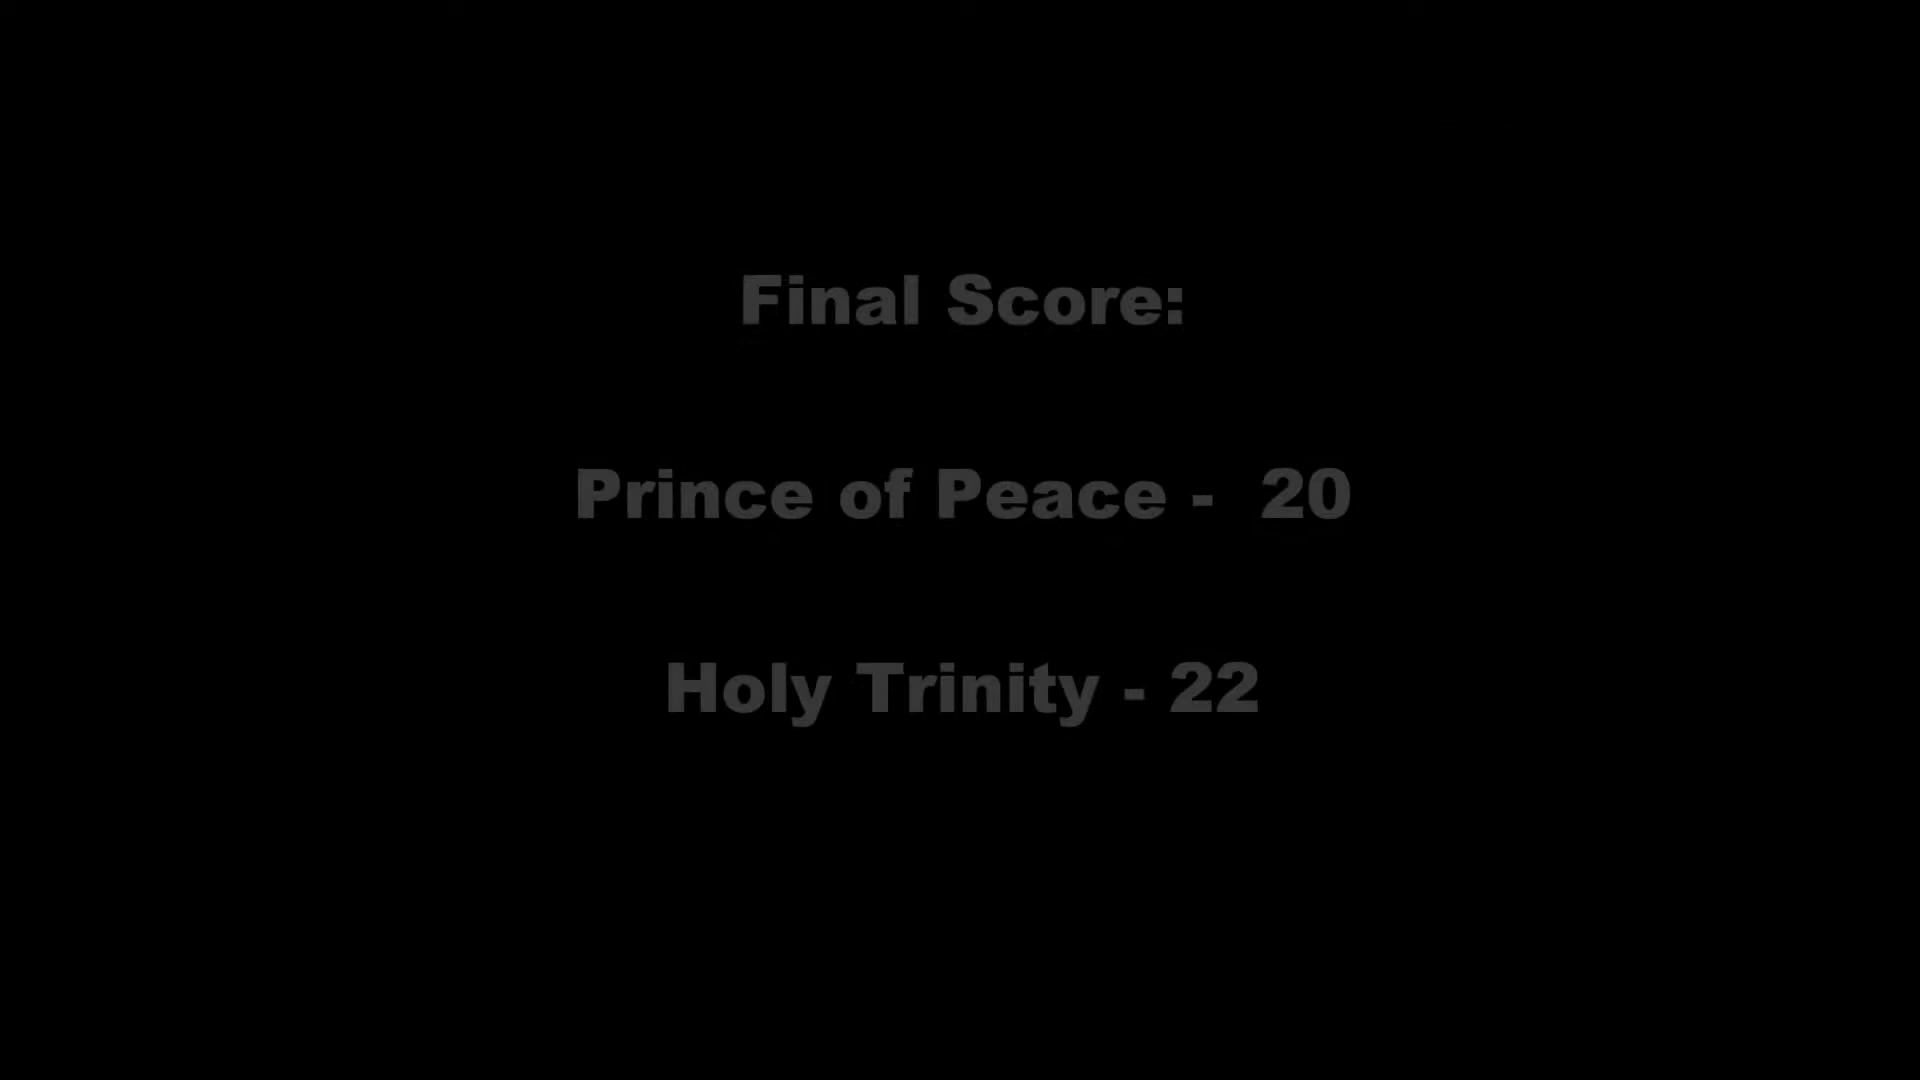 Final Score:
Prince of Peace -  20
Holy Trinity - 22